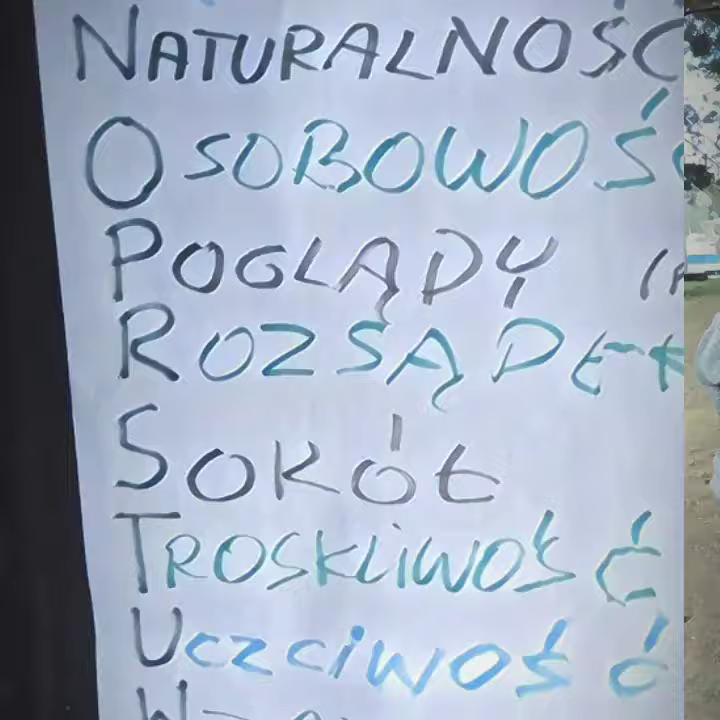 NATURALNOŚĆ
OSOBOWOŚĆ
POGLĄDY
ROZSĄDEK
SOKÓŁ
TROSKLIWOŚĆ
UCZCIWOŚĆ